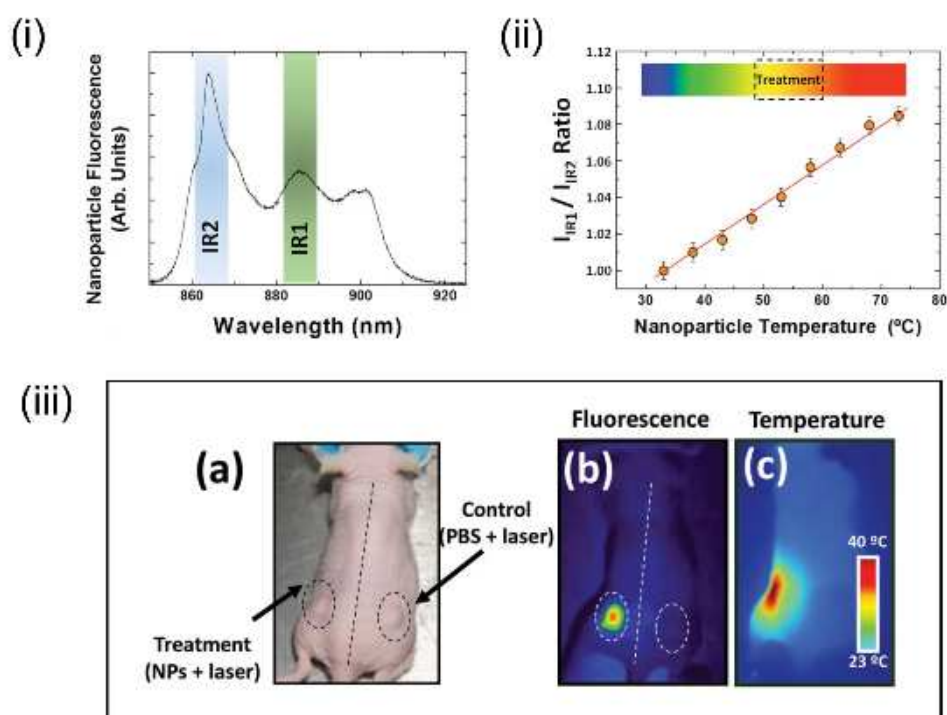 (i)
Nanoparticle Fluorescence
(Arb. Units)
IR2
IR1
860
880
900
920
Wavelength (nm)
(ii)
1.12
1.10
1.08
1.06
1.04
1.02
1.00
I_IR1 / I_IR2 Ratio
Treatment
30
40
50
60
70
80
Nanoparticle Temperature (ºC)
(iii)
(a)
Treatment
(NPs + laser)
Control
(PBS + laser)
Fluorescence
(b)
Temperature
(c)
40 ºC
23 ºC